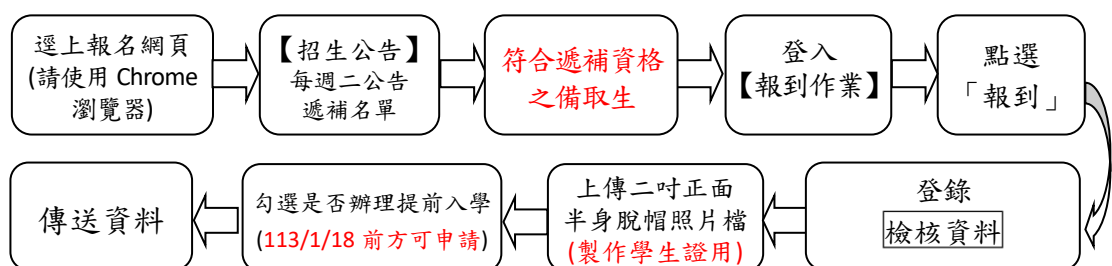 逕上報名網頁
(請使用 Chrome
瀏覽器)
【招生公告】
每週二公告
遞補名單
符合遞補資格
之備取生
登入
【報到作業】
點選
「報到」
登錄
檢核資料
上傳二吋正面
半身脫帽照片檔
(製作學生證用)
勾選是否辦理提前入學
(113/1/18 前方可申請)
傳送資料